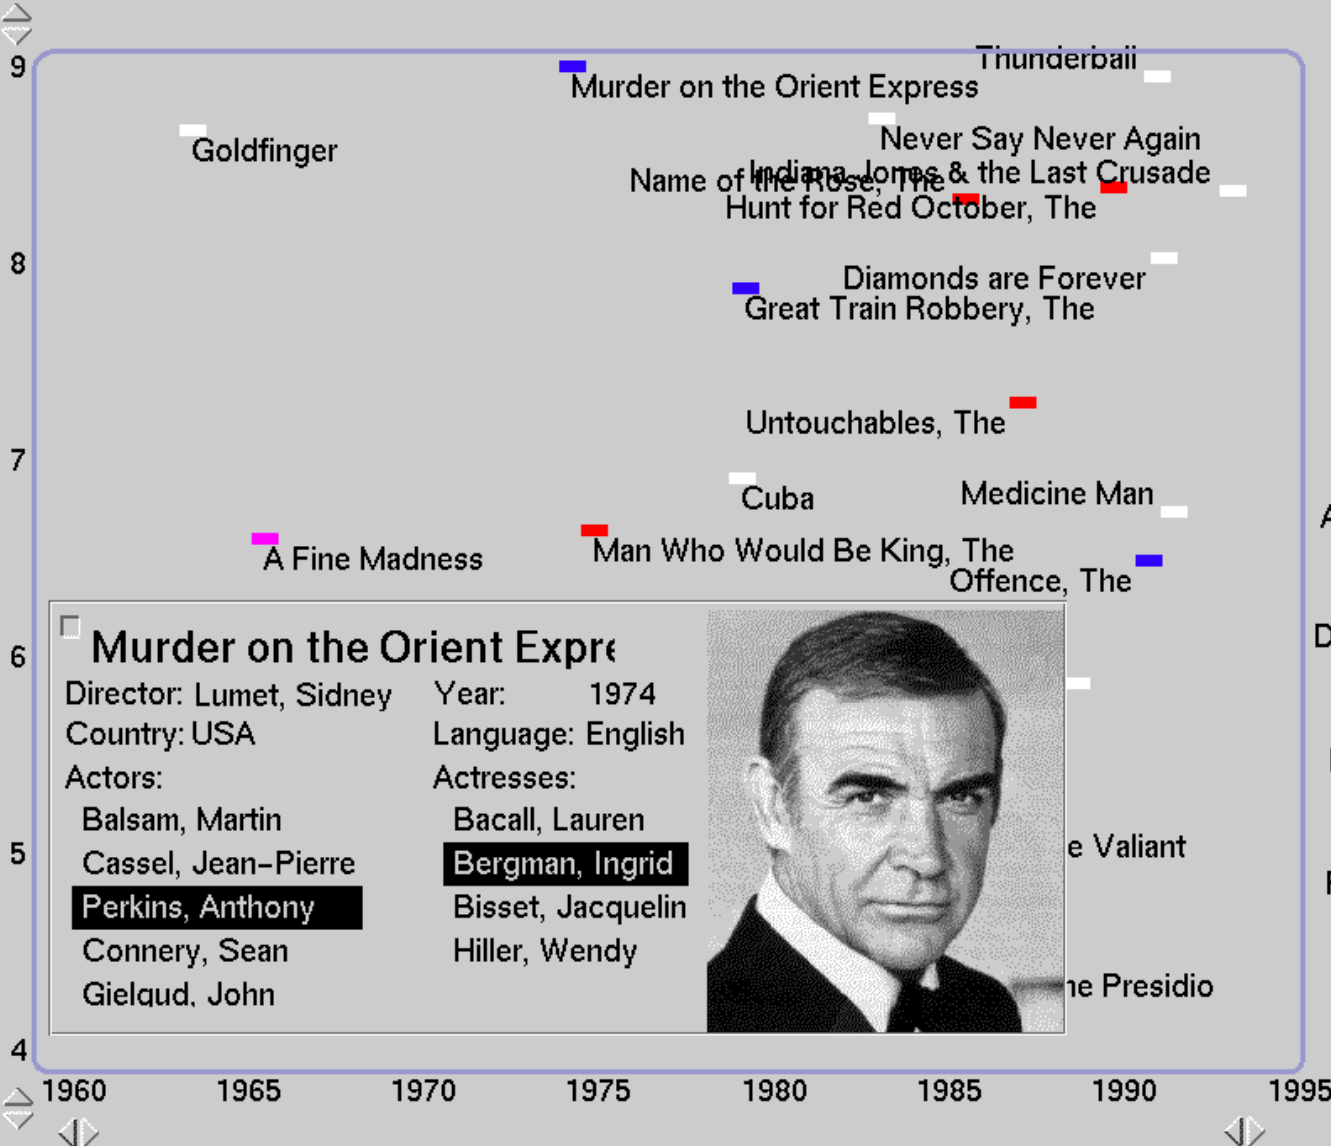 9
Thunderball
Murder on the Orient Express
Goldfinger
Never Say Never Again
Indiana Jones & the Last Crusade
Name of the Rose, The
Hunt for Red October, The
8
Diamonds are Forever
Great Train Robbery, The
Untouchables, The
7
Cuba
Medicine Man
A Fine Madness
Man Who Would Be King, The
Offence, The
6
Murder on the Orient Expre
Director: Lumet, Sidney Year: 1974
Country: USA Language: English
Actors: Actresses:
Balsam, Martin Bacall, Lauren
5
e Valiant
Cassel, Jean-Pierre Bergman, Ingrid
Perkins, Anthony Bisset, Jacquelin
Connery, Sean Hiller, Wendy
Gielgud, John
ne Presidio
4
1960 1965 1970 1975 1980 1985 1990 1995